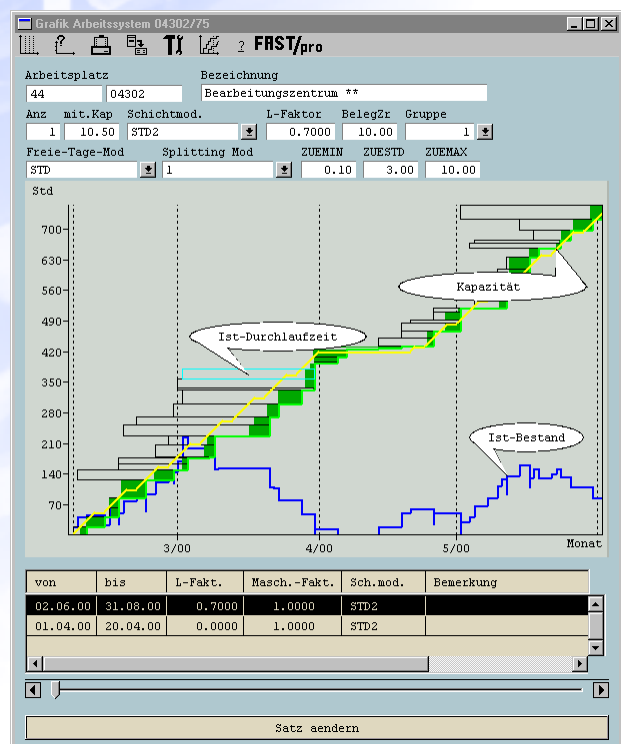 Grafik Arbeitssystem 04302/75
? TI ? FAST/pro
Arbeitsplatz Bezeichnung
44 04302 Bearbeitungszentrum **
Anz mit.Kap Schichtmod. L-Faktor BelegZr Gruppe
1 10.50 STD2 0.7000 10.00 1
Freie-Tage-Mod Splitting Mod ZUEMIN ZUESTD ZUEMAX
STD 1 0.10 3.00 10.00
Std
700
630
560
Kapazität
490
420
Ist-Durchlaufzeit
350
280
210
Ist-Bestand
140
70
3/00 4/00 5/00 Monat
von bis L-Fakt. Masch.-Fakt. Sch.mod. Bemerkung
02.06.00 31.08.00 0.7000 1.0000 STD2
01.04.00 20.04.00 0.0000 1.0000 STD2
Satz aendern